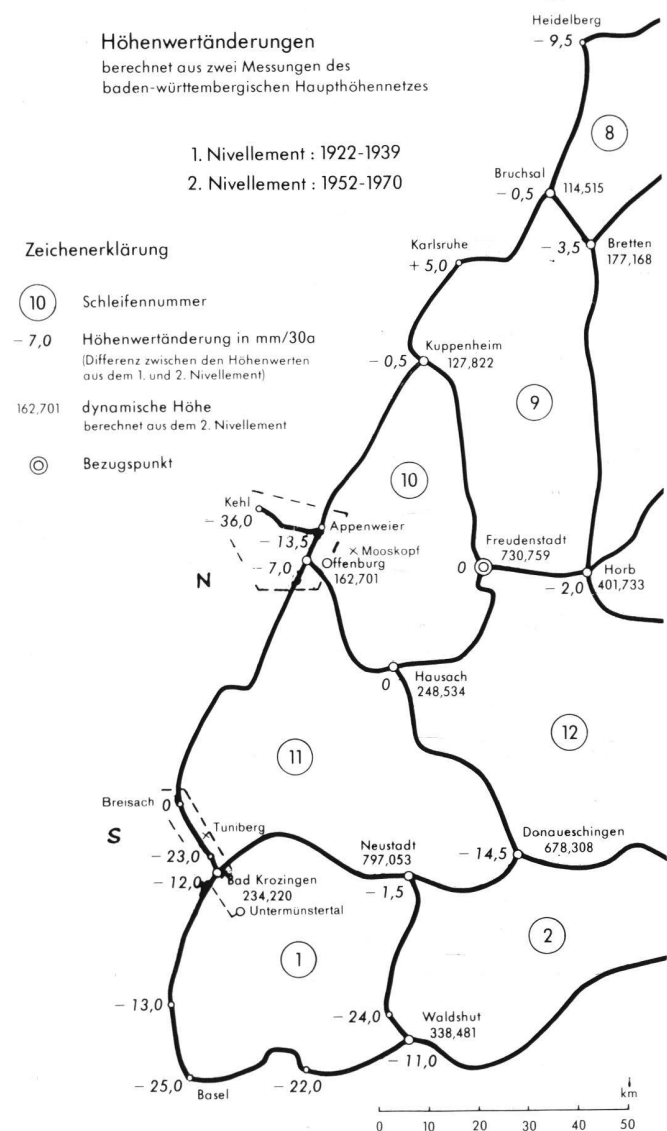 Höhenwertänderungen
berechnet aus zwei Messungen des
baden-württembergischen Haupthöhennetzes
1. Nivellement : 1922-1939
2. Nivellement : 1952-1970
Zeichenerklärung
10 Schleifennummer
– 7,0 Höhenwertänderung in mm/30a
(Differenz zwischen den Höhenwerten
aus dem 1. und 2. Nivellement)
162,701 dynamische Höhe
berechnet aus dem 2. Nivellement
Bezugspunkt
Heidelberg
– 9,5
8
Bruchsal
– 0,5
114,515
Karlsruhe
+ 5,0
– 3,5
Bretten
177,168
Kuppenheim
– 0,5
127,822
9
10
Kehl
– 36,0
Appenweier
– 13,5
× Mooskopf
– 7,0
Offenburg
162,701
N
Freudenstadt
730,759
0
Horb
– 2,0
401,733
Hausach
0
248,534
12
11
Breisach
0
S
Tuniberg
– 23,0
– 12,0
Bad Krozingen
234,220
Untermünstertal
Neustadt
797,053
– 1,5
Donaueschingen
– 14,5
678,308
2
1
– 13,0
– 24,0
Waldshut
338,481
– 11,0
– 25,0
Basel
– 22,0
km
0 10 20 30 40 50